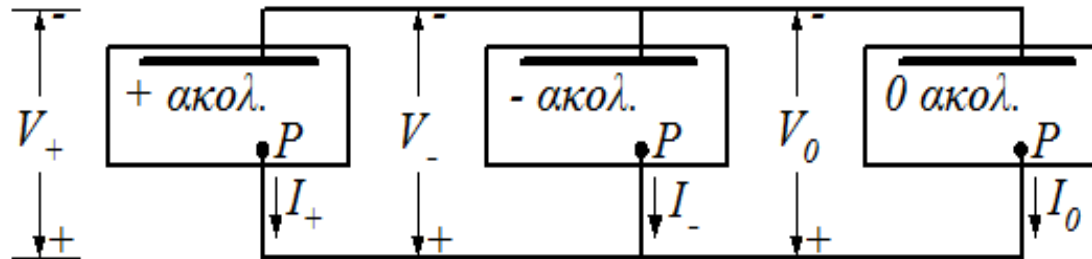 - - -
+ ακολ. - ακολ. 0 ακολ.
V₊ V₋ V₀
P P P
I₊ I₋ I₀
+ + +